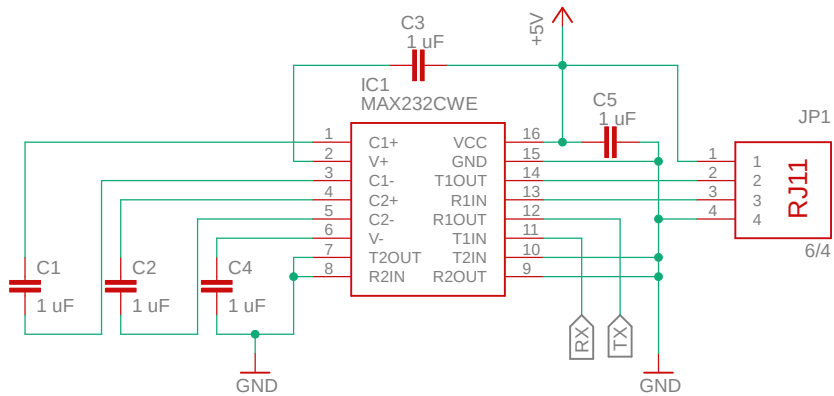 C3
1 uF
+5V
IC1
MAX232CWE
C5
1 uF
JP1
1 C1+ VCC 16
2 V+ GND 15
3 C1- T1OUT 14
4 C2+ R1IN 13
5 C2- R1OUT 12
6 V- T1IN 11
7 T2OUT T2IN 10
8 R2IN R2OUT 9
1 1
2 2
3 3
4 4
RJ11
6/4
C1
1 uF
C2
1 uF
C4
1 uF
RX
TX
GND
GND